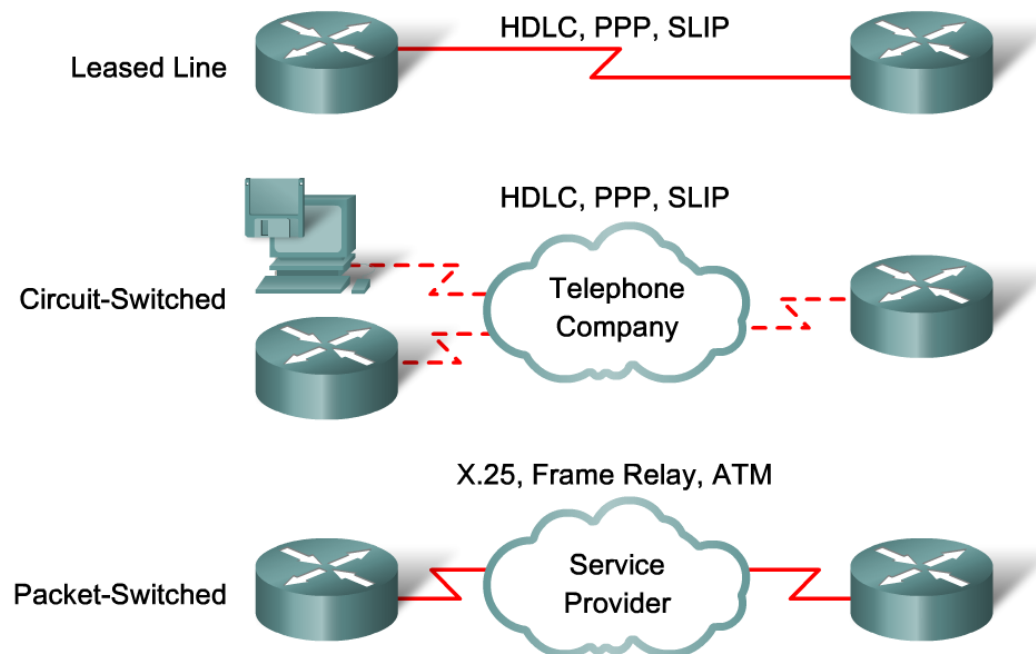 HDLC, PPP, SLIP
Leased Line
HDLC, PPP, SLIP
Circuit-Switched
Telephone
Company
X.25, Frame Relay, ATM
Packet-Switched
Service
Provider